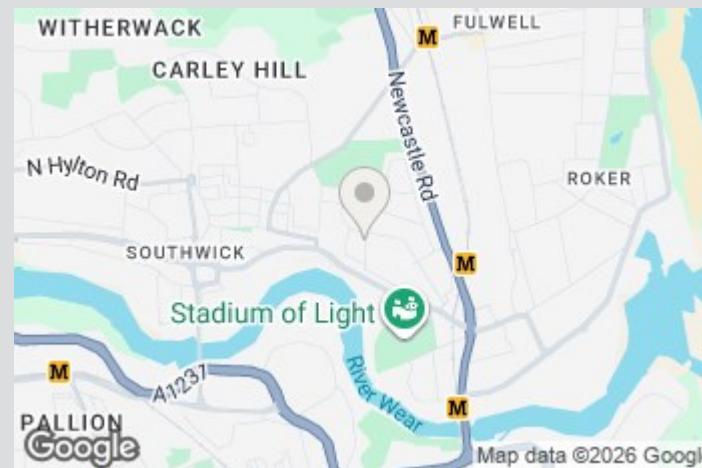 WITHERWACK
FULWELL
M
CARLEY HILL
Newcastle Rd
N Hylton Rd
ROKER
SOUTHWICK
M
Stadium of Light
River Wear
M
A1231
M
PALLION
Google
Map data ©2026 Google